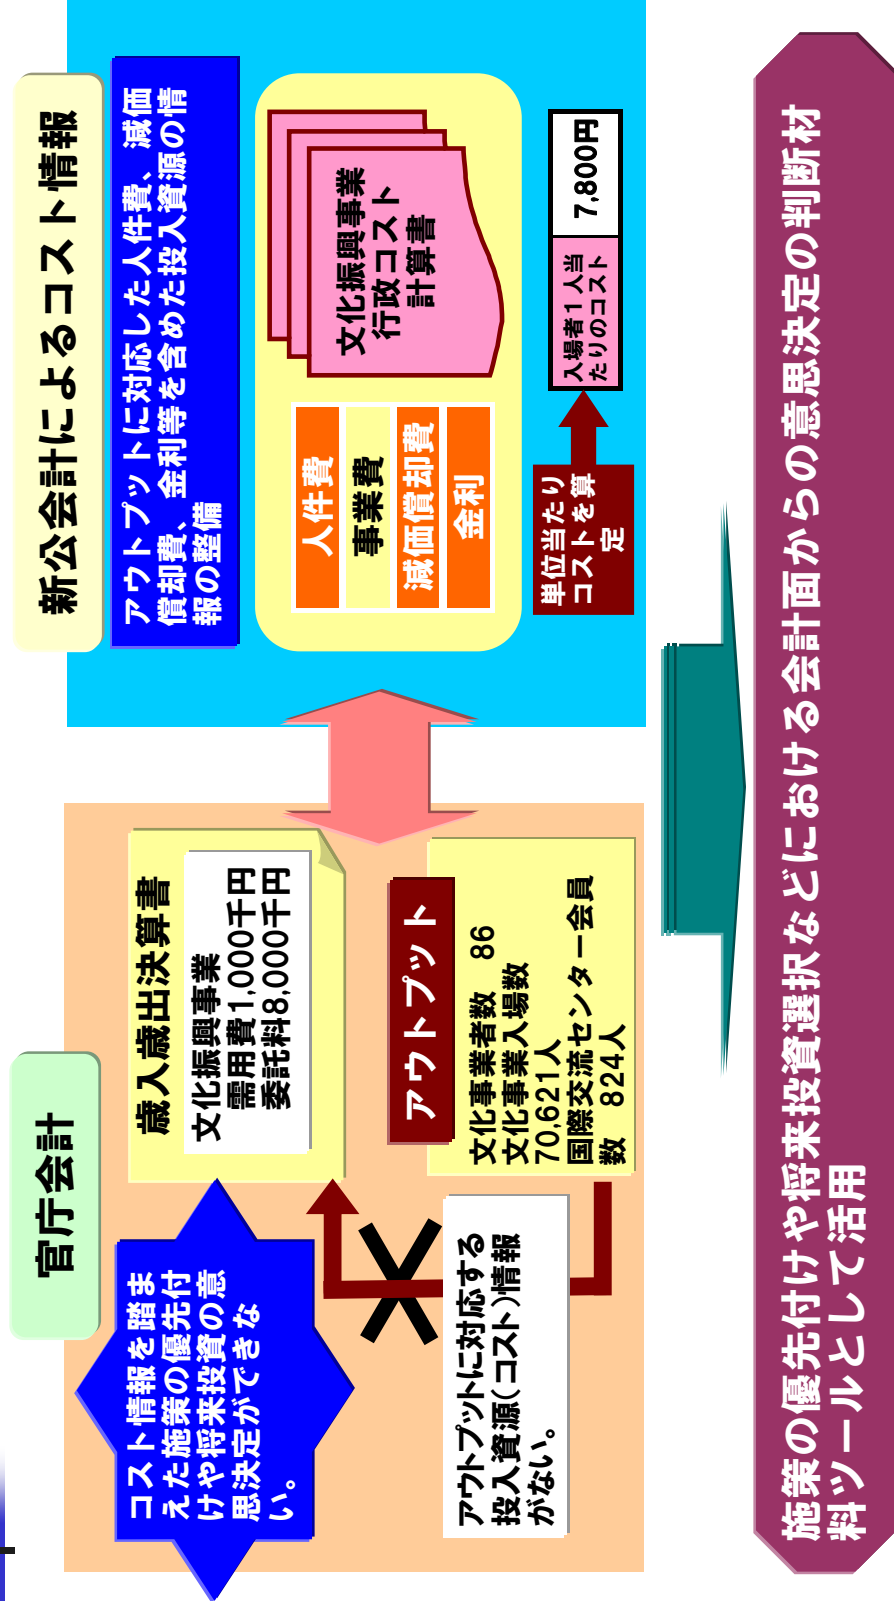 官庁会計
歳入歳出決算書
文化振興事業
需用費1,000千円
委託料8,000千円
コスト情報を踏ま
えた施策の優先付
けや将来投資の意
思決定ができな
い。
アウトプット
文化事業者数　86
文化事業入場数
70,621人
国際交流センター会員
数　824人
アウトプットに対応する
投入資源(コスト)情報
がない。
新公会計によるコスト情報
アウトプットに対応した人件費、減価
償却費、金利等を含めた投入資源の情
報の整備
人件費
事業費
減価償却費
金利
文化振興事業
行政コスト
計算書
単位当たり
コストを算
定
入場者１人当
たりのコスト
7,800円
施策の優先付けや将来投資選択などにおける会計面からの意思決定の判断材
料ツールとして活用